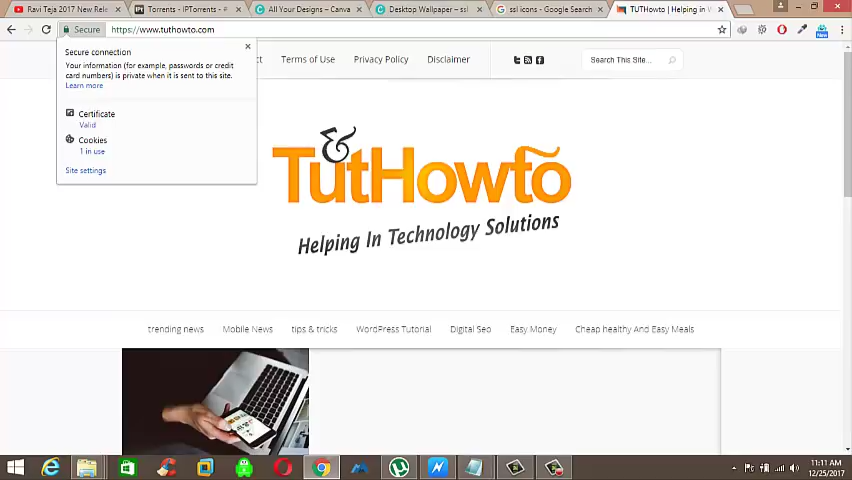 Ravi Teja 2017 New Rele
Torrents - IPTorrents - #
All Your Designs – Canva
Desktop Wallpaper – ssl
ssl icons - Google Search
TUTHowto | Helping in
Secure
https://www.tuthowto.com
Secure connection
Your information (for example, passwords or credit
card numbers) is private when it is sent to this site.
Learn more
Certificate
Valid
Cookies
1 in use
Site settings
ct
Terms of Use
Privacy Policy
Disclaimer
Search This Site...
&
TutHowto
Helping In Technology Solutions
trending news
Mobile News
tips & tricks
WordPress Tutorial
Digital Seo
Easy Money
Cheap healthy And Easy Meals
11:11 AM
12/25/2017